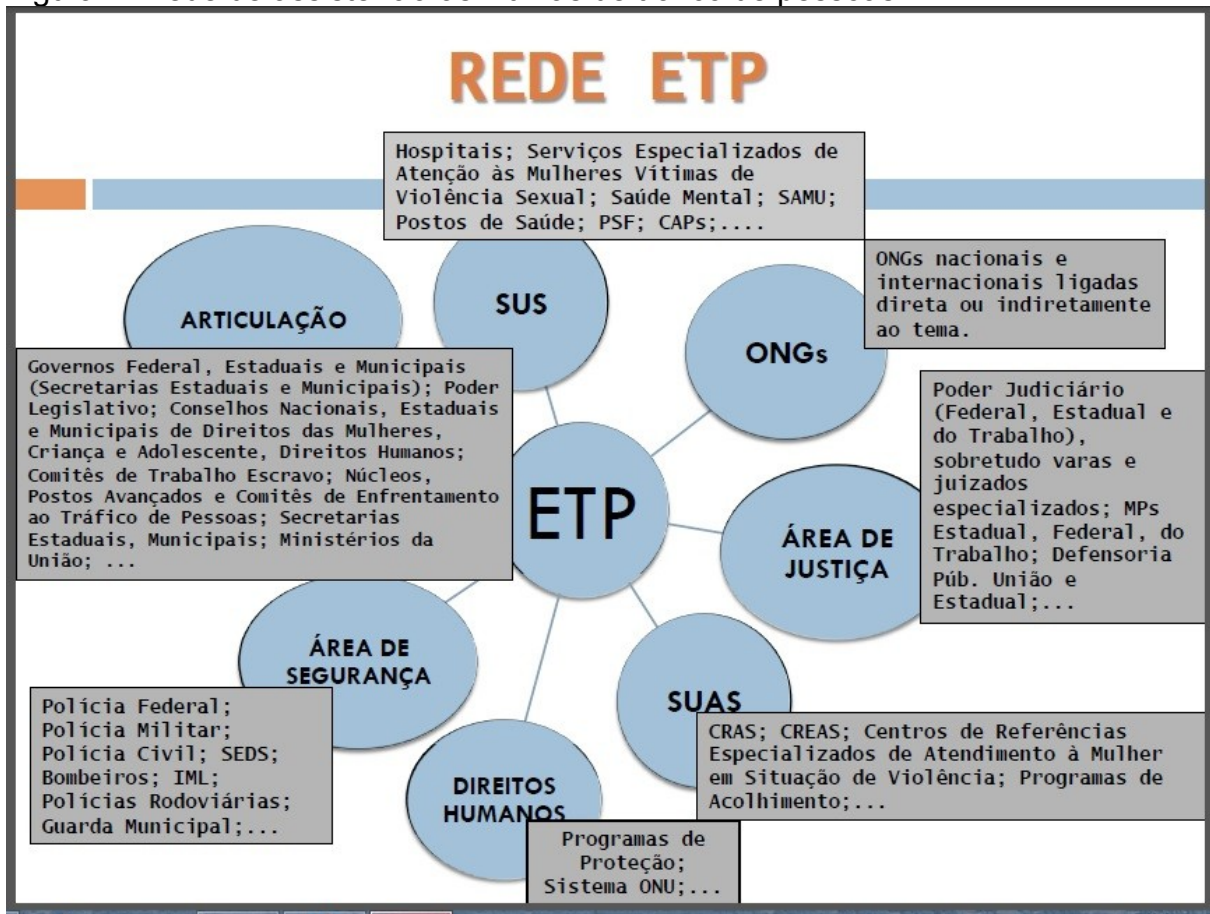 REDE ETP
Hospitais; Serviços Especializados de
Atenção às Mulheres Vítimas de
Violência Sexual; Saúde Mental; SAMU;
Postos de Saúde; PSF; CAPs;....
ONGs nacionais e
internacionais ligadas
direta ou indiretamente
ao tema.
SUS
ARTICULAÇÃO
ONGs
Governos Federal, Estaduais e Municipais
(Secretarias Estaduais e Municipais); Poder
Legislativo; Conselhos Nacionais, Estaduais
e Municipais de Direitos das Mulheres,
Criança e Adolescente, Direitos Humanos;
Comitês de Trabalho Escravo; Núcleos,
Postos Avançados e Comitês de Enfrentamento
ao Tráfico de Pessoas; Secretarias
Estaduais, Municipais; Ministérios da
União; ...
Poder Judiciário
(Federal, Estadual e
do Trabalho),
sobretudo varas e
juizados
especializados; MPs
Estadual, Federal, do
Trabalho; Defensoria
Púb. União e
Estadual;...
ETP
ÁREA DE
JUSTIÇA
ÁREA DE
SEGURANÇA
Polícia Federal;
Polícia Militar;
Polícia Civil; SEDS;
Bombeiros; IML;
Polícias Rodoviárias;
Guarda Municipal;...
SUAS
CRAS; CREAS; Centros de Referências
Especializados de Atendimento à Mulher
em Situação de Violência; Programas de
Acolhimento;...
DIREITOS
HUMANOS
Programas de
Proteção;
Sistema ONU;...